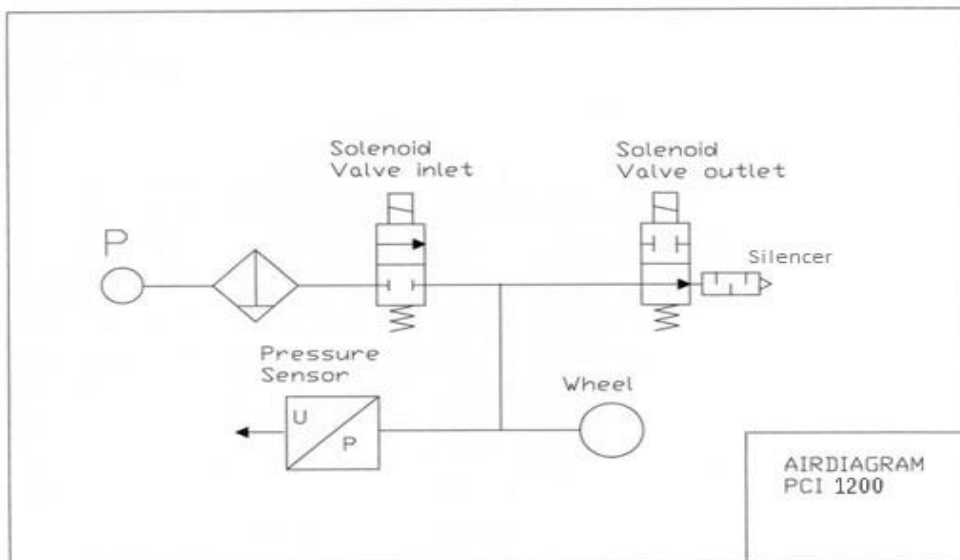 Solenoid
Valve inlet
Solenoid
Valve outlet
P
Silencer
Pressure
Sensor
U
P
Wheel
AIRDIAGRAM
PCI 1200